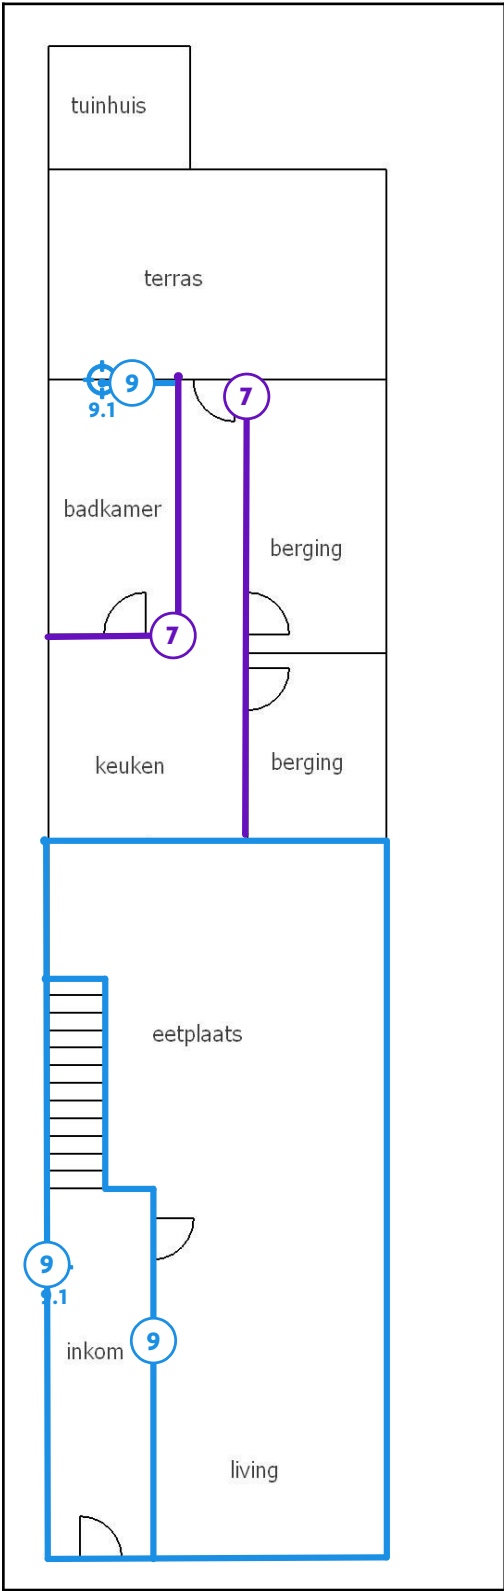 tuinhuis
terras
9
7
9.1
badkamer
berging
7
keuken
berging
eetplaats
9
9.1
9
inkom
living